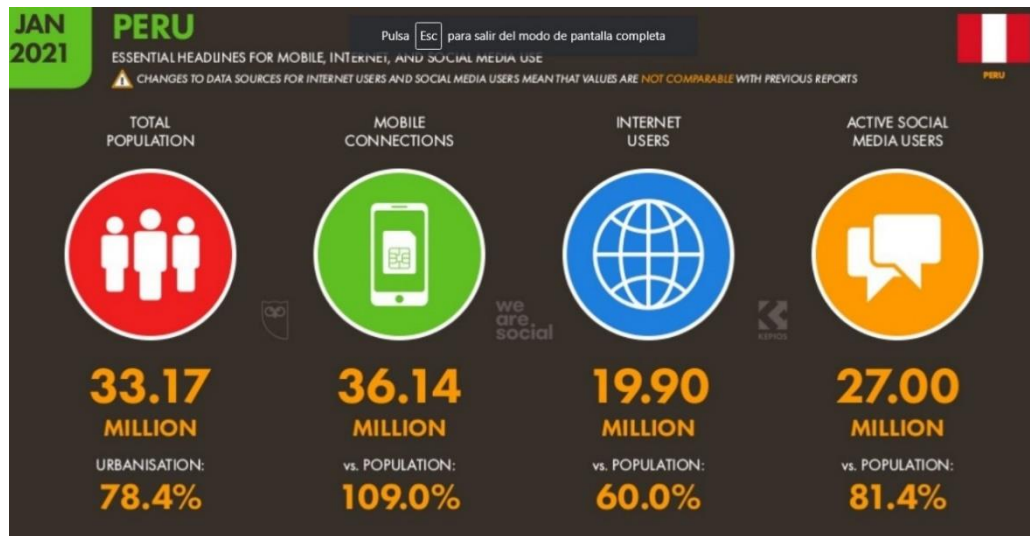 JAN
2021
PERU
Pulsa Esc para salir del modo de pantalla completa
ESSENTIAL HEADLINES FOR MOBILE, INTERNET, AND SOCIAL MEDIA USE
CHANGES TO DATA SOURCES FOR INTERNET USERS AND SOCIAL MEDIA USERS MEAN THAT VALUES ARE NOT COMPARABLE WITH PREVIOUS REPORTS
PERU
TOTAL
POPULATION
MOBILE
CONNECTIONS
INTERNET
USERS
ACTIVE SOCIAL
MEDIA USERS
we
are
social
KEPIOS
33.17
MILLION
URBANISATION:
78.4%
36.14
MILLION
vs. POPULATION:
109.0%
19.90
MILLION
vs. POPULATION:
60.0%
27.00
MILLION
vs. POPULATION:
81.4%